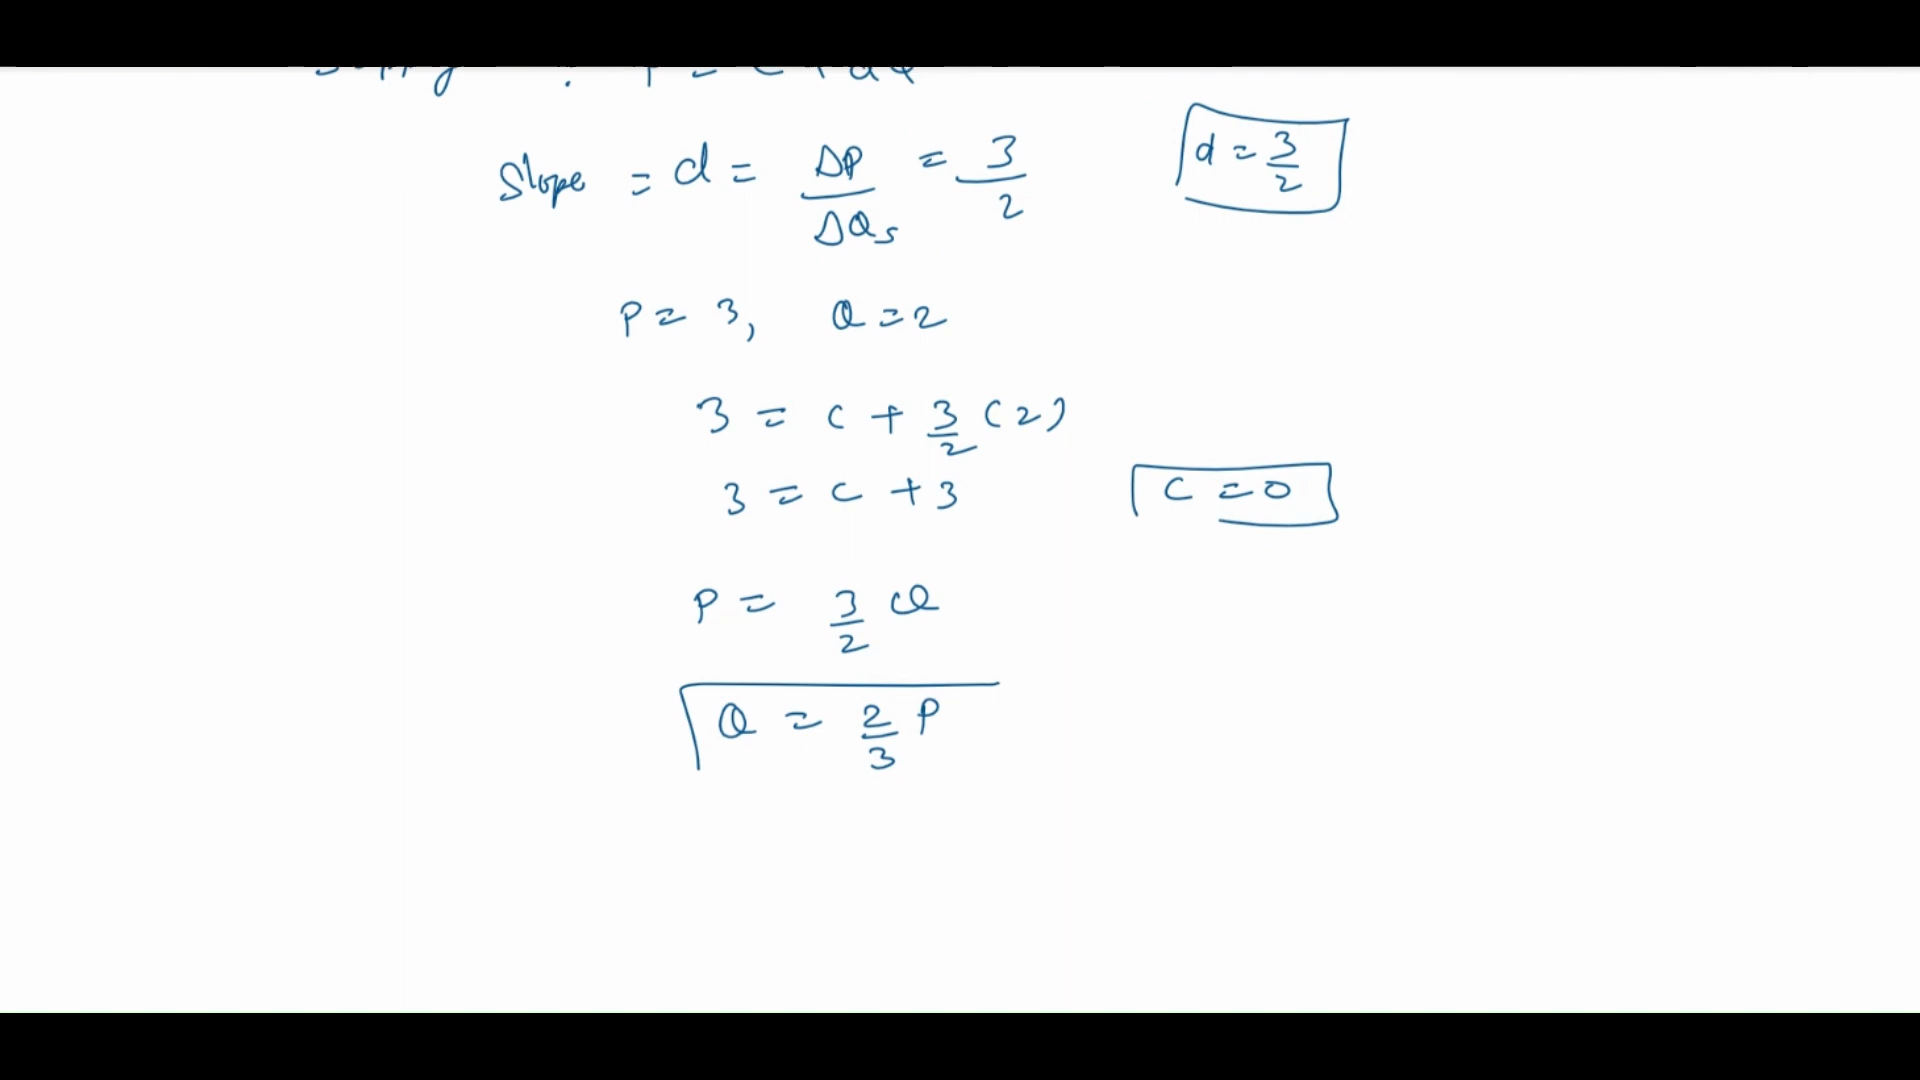 Slope = d = ΔP/ΔQs = 3/2   d = 3/2
P = 3, Q = 2
3 = c + 3/2 (2)
3 = c + 3   c = 0
P = 3/2 Q
Q = 2/3 P